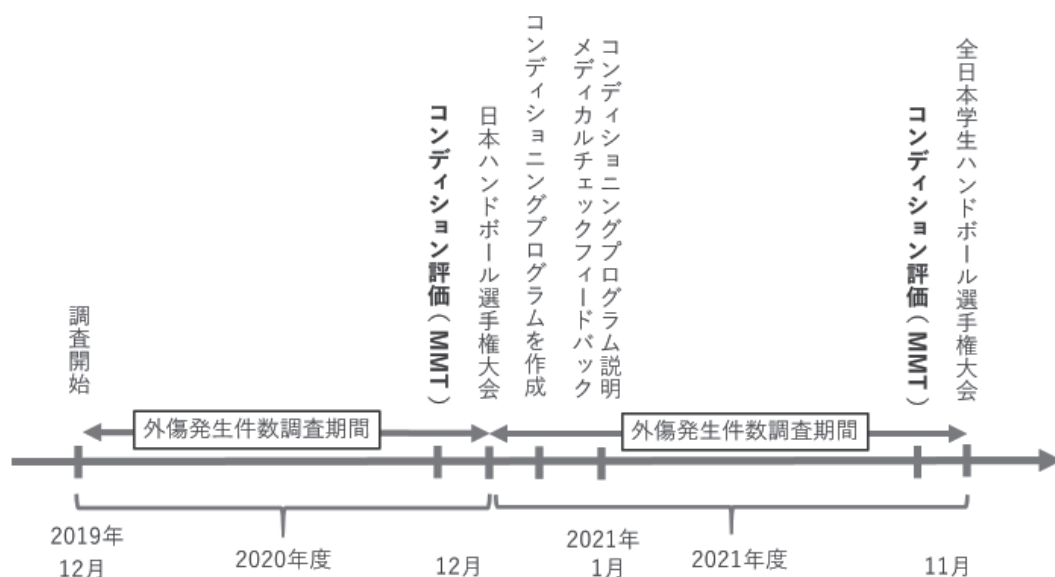 調査開始
コンディション評価(MMT)
日本ハンドボール選手権大会
コンディショニングプログラムを作成
メディカルチェックフィードバック
コンディショニングプログラム説明
コンディション評価(MMT)
全日本学生ハンドボール選手権大会
外傷発生件数調査期間
外傷発生件数調査期間
2019年
12月
2020年度
12月
2021年
1月
2021年度
11月